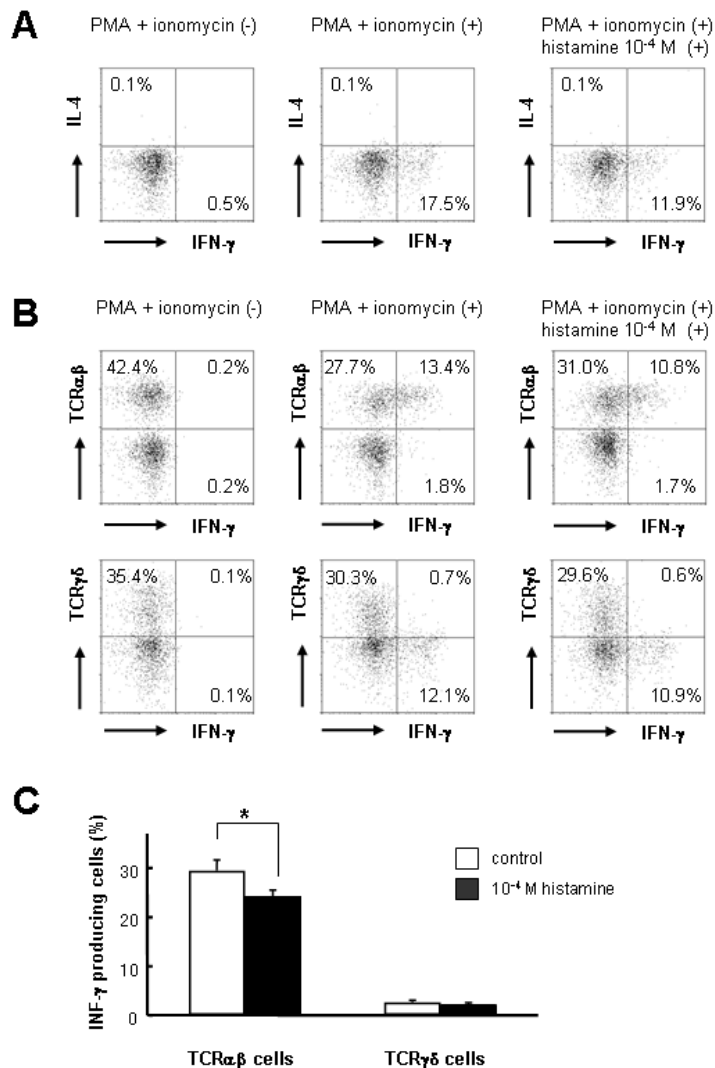 A
PMA + ionomycin (-)
PMA + ionomycin (+)
PMA + ionomycin (+)
histamine 10⁻⁴ M (+)
IL-4
0.1%
0.5%
IFN-γ
IL-4
0.1%
17.5%
IFN-γ
IL-4
0.1%
11.9%
IFN-γ
B
PMA + ionomycin (-)
PMA + ionomycin (+)
PMA + ionomycin (+)
histamine 10⁻⁴ M (+)
TCRαβ
42.4%
0.2%
0.2%
IFN-γ
TCRαβ
27.7%
13.4%
1.8%
IFN-γ
TCRαβ
31.0%
10.8%
1.7%
IFN-γ
TCRγδ
35.4%
0.1%
0.1%
IFN-γ
TCRγδ
30.3%
0.7%
12.1%
IFN-γ
TCRγδ
29.6%
0.6%
10.9%
IFN-γ
C
INF-γ producing cells (%)
30
20
10
0
*
control
10⁻⁴ M histamine
TCRαβ cells
TCRγδ cells